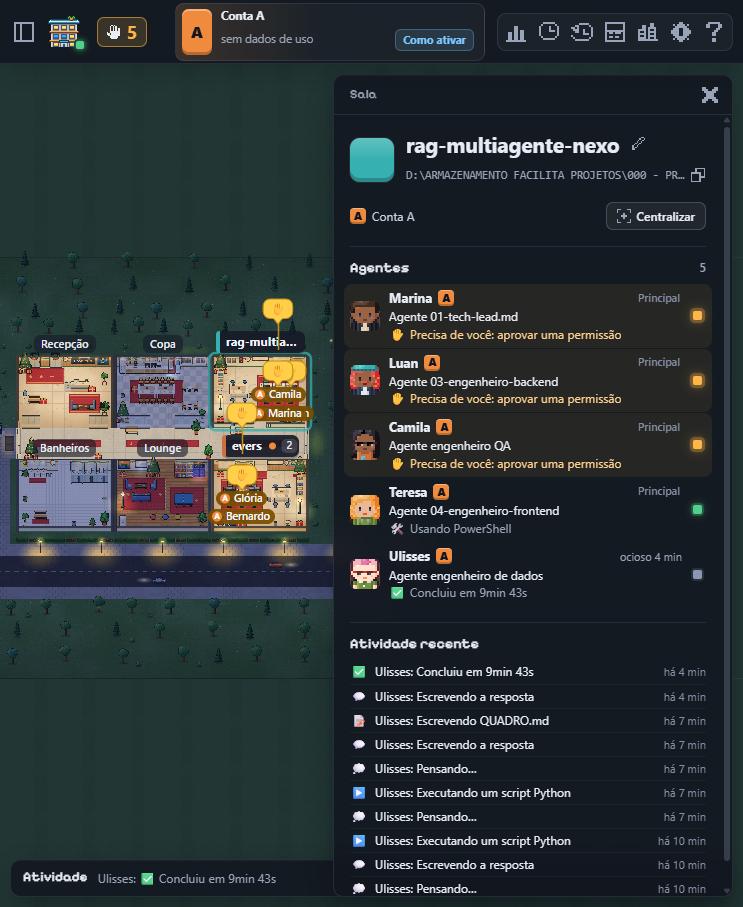 5
A
Conta A
sem dados de uso
Como ativar
Sala
rag-multiagente-nexo
D:\ARMAZENAMENTO FACILITA PROJETOS\000 - PR…
A Conta A
Centralizar
Agentes 5
Marina A Principal
Agente 01-tech-lead.md
Precisa de você: aprovar uma permissão
Luan A Principal
Agente 03-engenheiro-backend
Precisa de você: aprovar uma permissão
Camila A Principal
Agente engenheiro QA
Precisa de você: aprovar uma permissão
Teresa A Principal
Agente 04-engenheiro-frontend
Usando PowerShell
Ulisses A ocioso 4 min
Agente engenheiro de dados
Concluiu em 9min 43s
Atividade recente
Ulisses: Concluiu em 9min 43s há 4 min
Ulisses: Escrevendo a resposta há 4 min
Ulisses: Escrevendo QUADRO.md há 7 min
Ulisses: Escrevendo a resposta há 7 min
Ulisses: Pensando... há 7 min
Ulisses: Executando um script Python há 7 min
Ulisses: Pensando... há 7 min
Ulisses: Executando um script Python há 10 min
Ulisses: Escrevendo a resposta há 10 min
Ulisses: Pensando... há 10 min
Recepção
Copa
rag-multia...
A Camila
A Marina
Banheiros
Lounge
evers 2
A Glória
A Bernardo
Atividade Ulisses: Concluiu em 9min 43s